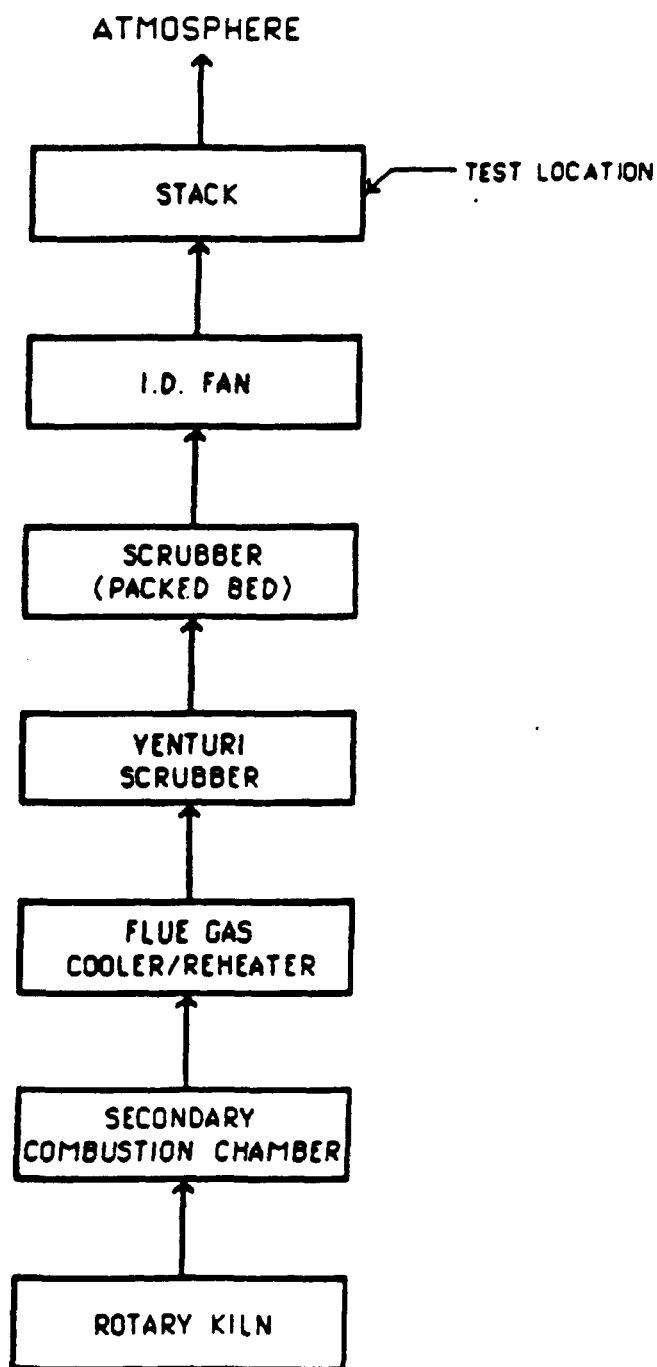 ATMOSPHERE
STACK
TEST LOCATION
I.D. FAN
SCRUBBER
(PACKED BED)
VENTURI
SCRUBBER
FLUE GAS
COOLER/REHEATER
SECONDARY
COMBUSTION CHAMBER
ROTARY KILN